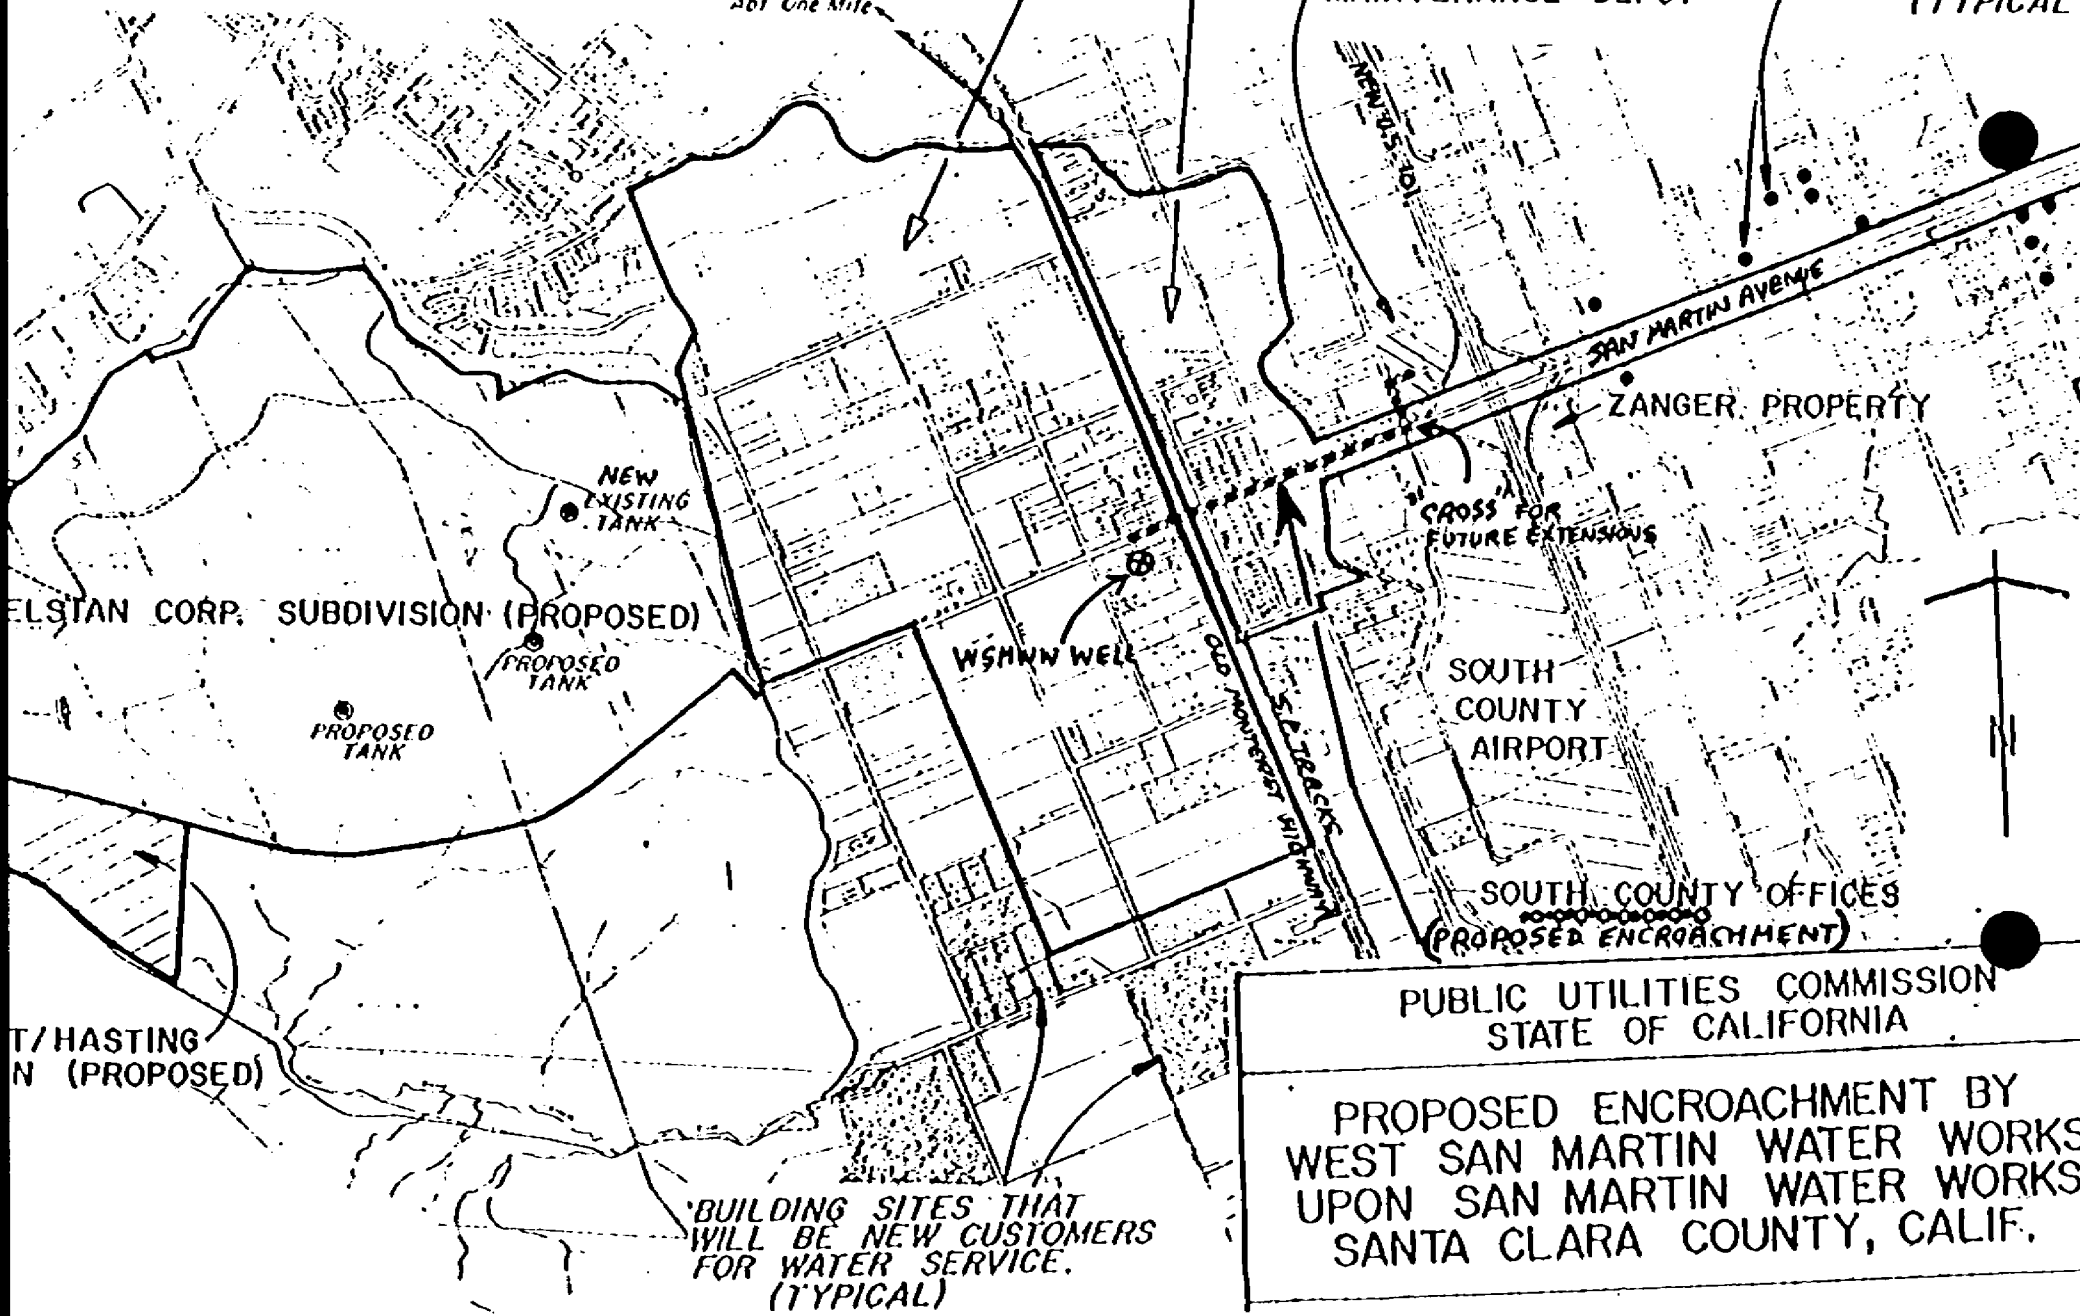 Abt One Mile
MAINTENANCE DEPOT
(TYPICAL
NEW U.S. 101
SAN MARTIN AVENUE
ZANGER PROPERTY
NEW
EXISTING
TANK
"CROSS" FOR
FUTURE EXTENSIONS
ELSTAN CORP. SUBDIVISION (PROPOSED)
PROPOSED
TANK
WSMWW WELL
OLD MONTEREY HIGHWAY
S.P. TRACKS
SOUTH
COUNTY
AIRPORT
PROPOSED
TANK
N
SOUTH COUNTY OFFICES
(PROPOSED ENCROACHMENT)
T/HASTING
N (PROPOSED)
PUBLIC UTILITIES COMMISSION
STATE OF CALIFORNIA
PROPOSED ENCROACHMENT BY
WEST SAN MARTIN WATER WORKS
UPON SAN MARTIN WATER WORKS
SANTA CLARA COUNTY, CALIF.
BUILDING SITES THAT
WILL BE NEW CUSTOMERS
FOR WATER SERVICE.
(TYPICAL)